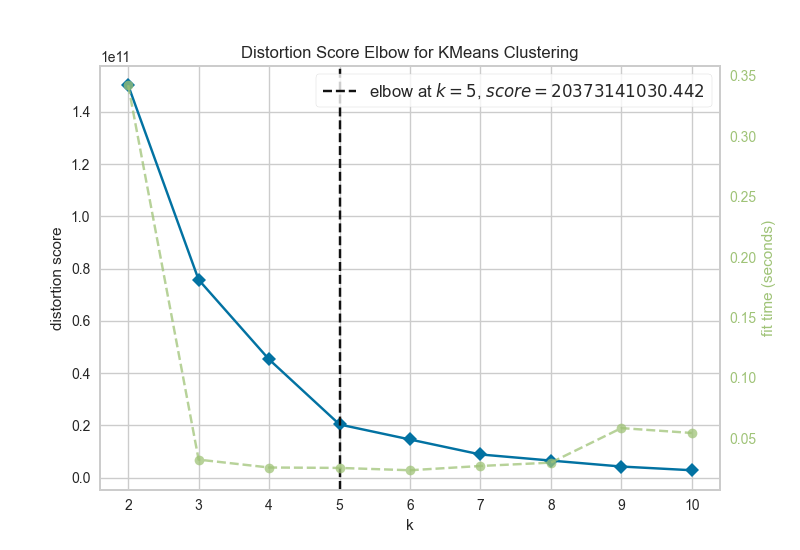 Distortion Score Elbow for KMeans Clustering
1e11
elbow at k = 5, score = 20373141030.442
1.4
1.2
1.0
0.8
0.6
0.4
0.2
0.0
distortion score
0.35
0.30
0.25
0.20
0.15
0.10
0.05
fit time (seconds)
2 3 4 5 6 7 8 9 10
k